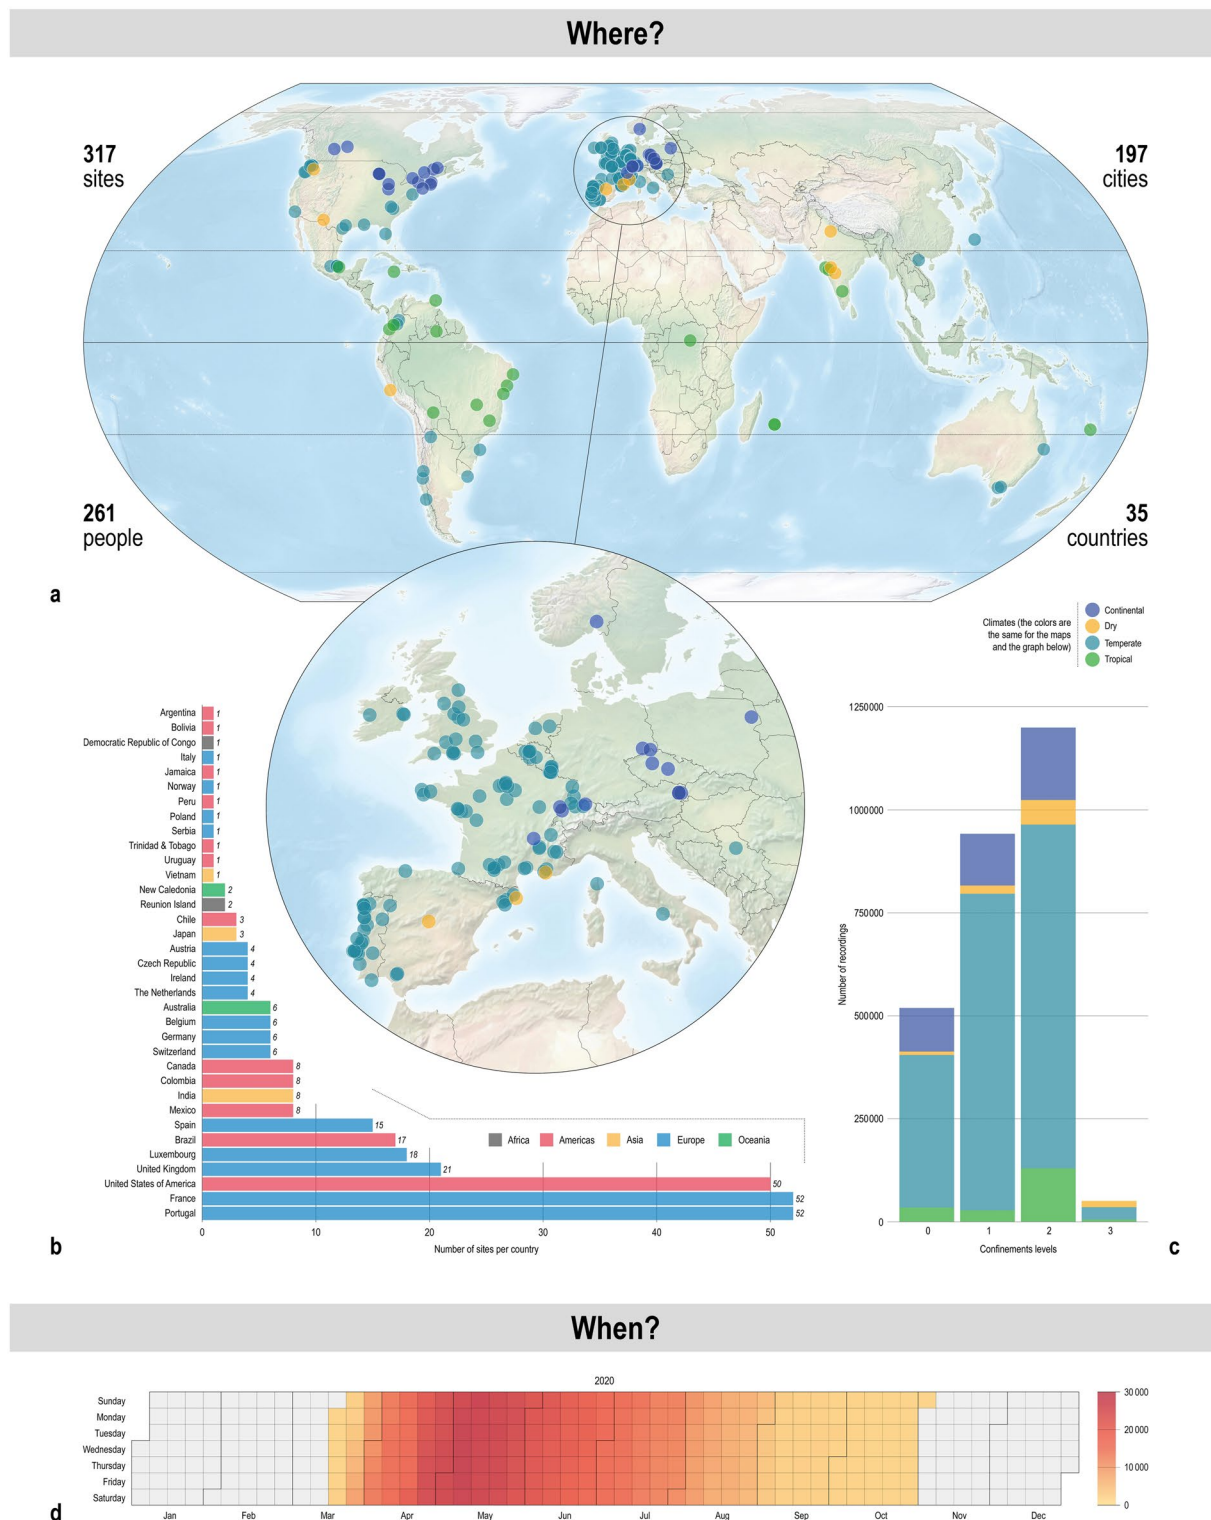 Where?
317
sites
197
cities
261
people
35
countries
a
Climates (the colors are
the same for the maps
and the graph below)
Continental
Dry
Temperate
Tropical
Argentina 1
Bolivia 1
Democratic Republic of Congo 1
Italy 1
Jamaica 1
Norway 1
Peru 1
Poland 1
Serbia 1
Trinidad & Tobago 1
Uruguay 1
Vietnam 1
New Caledonia 2
Reunion Island 2
Chile 3
Japan 3
Austria 4
Czech Republic 4
Ireland 4
The Netherlands 4
Australia 6
Belgium 6
Germany 6
Switzerland 6
Canada 8
Colombia 8
India 8
Mexico 8
Spain 15
Brazil 17
Luxembourg 18
United Kingdom 21
United States of America 50
France 52
Portugal 52
0 10 20 30 40 50
Number of sites per country
Africa Americas Asia Europe Oceania
b
1250000
1000000
750000
500000
250000
0
Number of recordings
0 1 2 3
Confinements levels
c
When?
2020
Sunday
Monday
Tuesday
Wednesday
Thursday
Friday
Saturday
Jan Feb Mar Apr May Jun Jul Aug Sep Oct Nov Dec
30 000
20 000
10 000
0
d